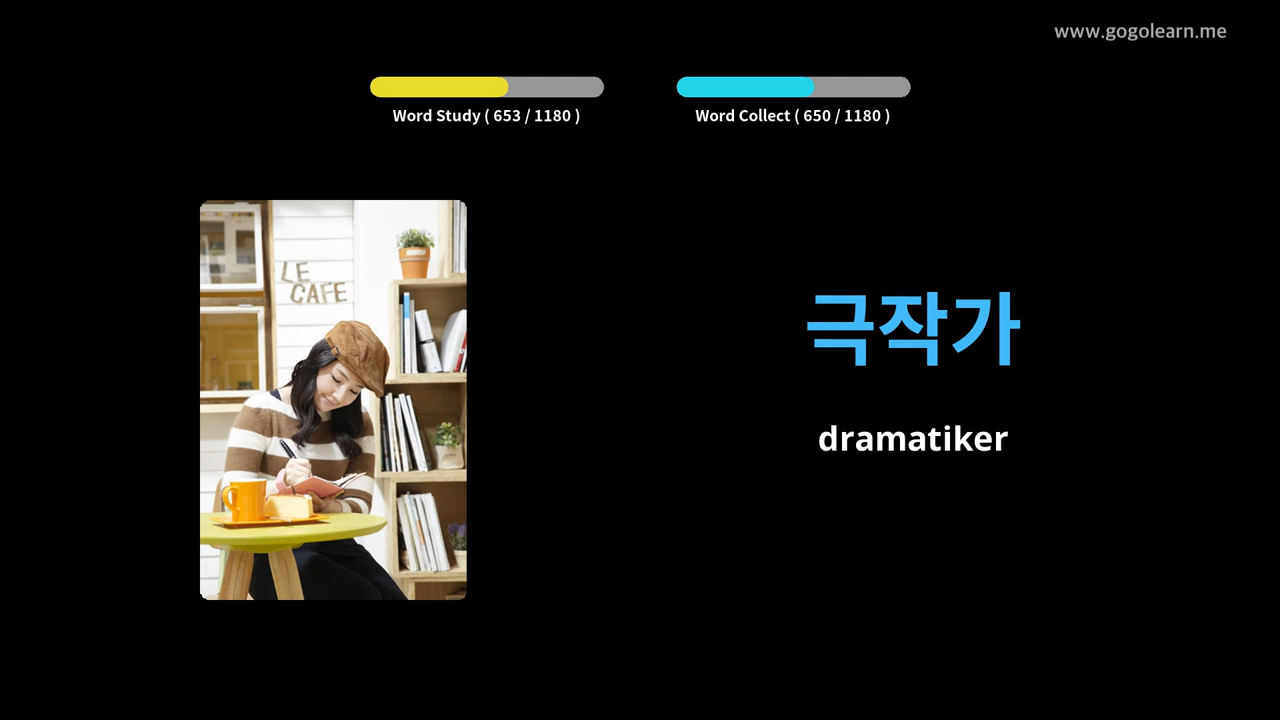 www.gogolearn.me
Word Study ( 653 / 1180 )
Word Collect ( 650 / 1180 )
LE
CAFE
극작가
dramatiker